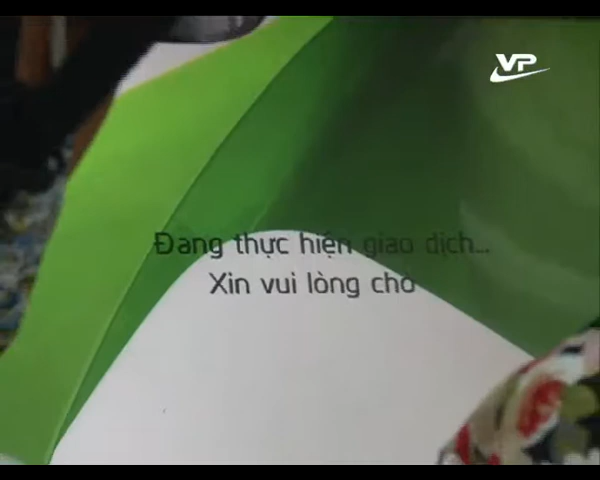 VP
Đang thực hiện giao dịch...
Xin vui lòng chờ